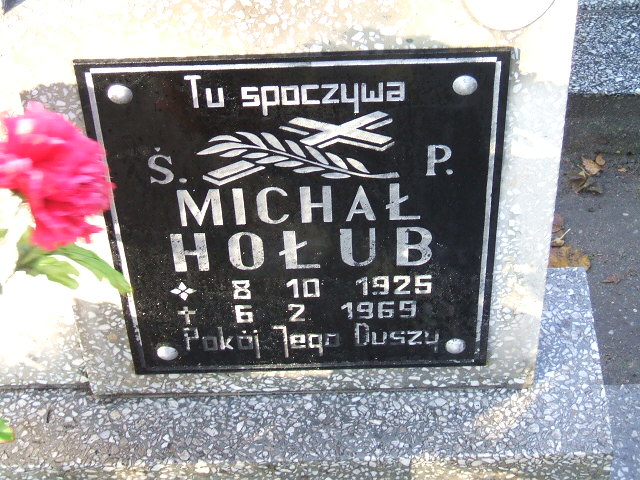 Tu spoczywa
Ś. P.
MICHAŁ
HOŁUB
8 10 1925
† 6 2 1969
Pokój Jego Duszy